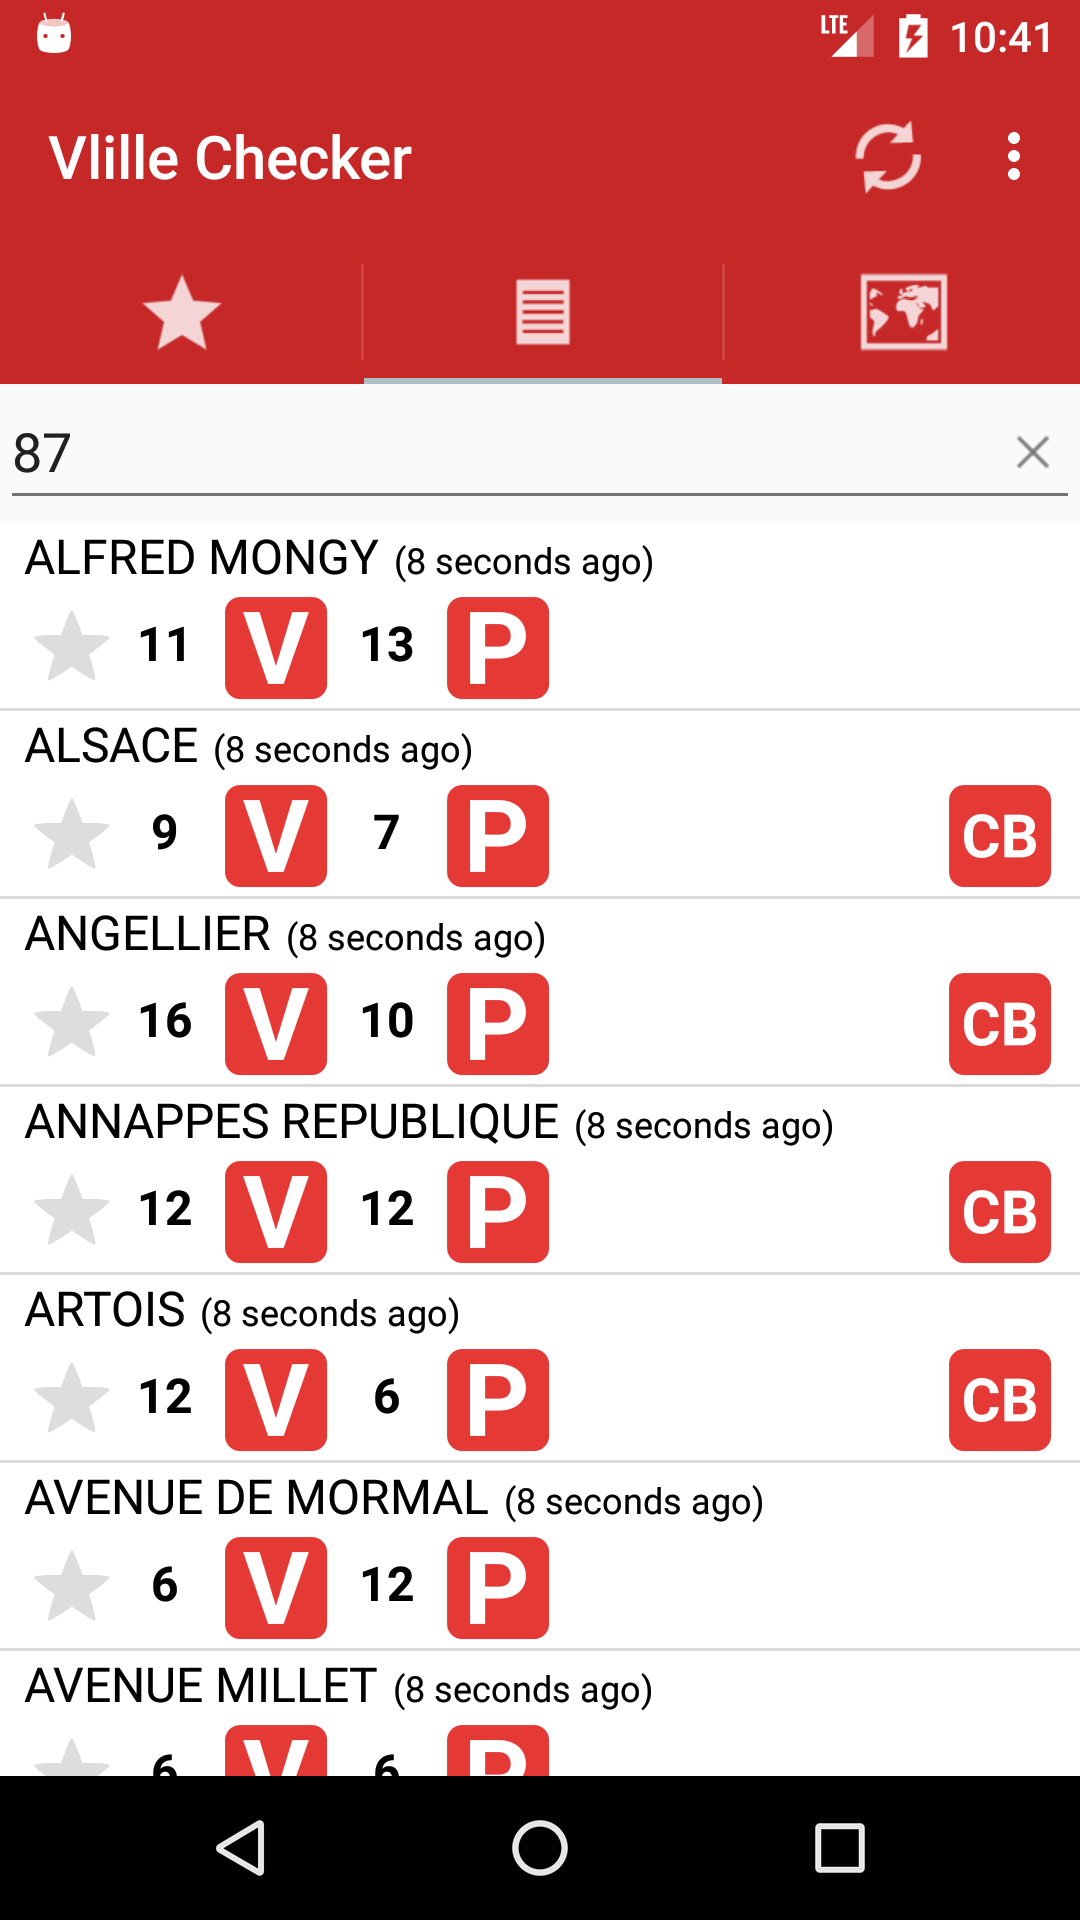 LTE 10:41
Vlille Checker
87
ALFRED MONGY (8 seconds ago)
11 V 13 P
ALSACE (8 seconds ago)
9 V 7 P CB
ANGELLIER (8 seconds ago)
16 V 10 P CB
ANNAPPES REPUBLIQUE (8 seconds ago)
12 V 12 P CB
ARTOIS (8 seconds ago)
12 V 6 P CB
AVENUE DE MORMAL (8 seconds ago)
6 V 12 P
AVENUE MILLET (8 seconds ago)
6 V 6 P